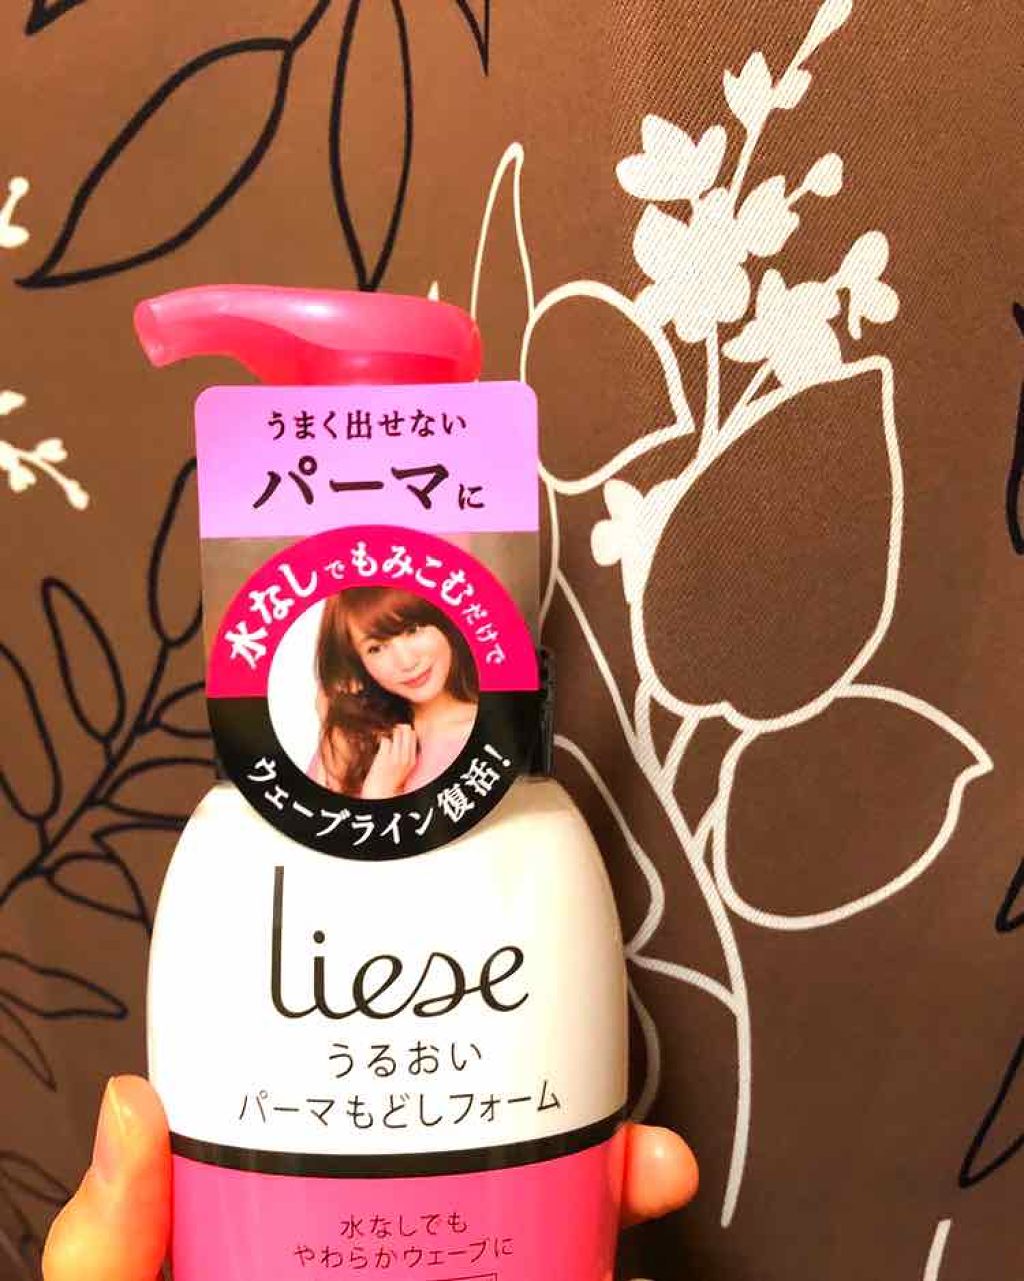 うまく出せない
パーマに
水なしでもみこむだけで
ウェーブライン復活!
liese
うるおい
パーマもどしフォーム
水なしでも
やわらかウェーブに